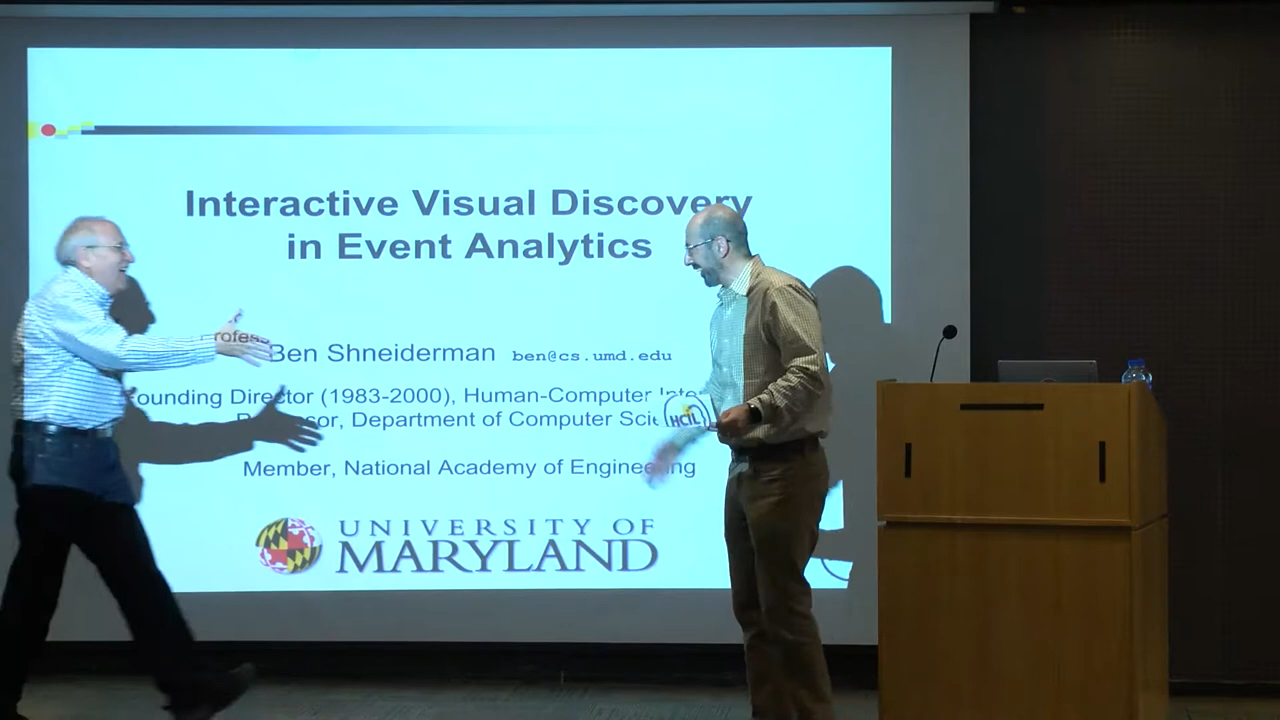 Interactive Visual Discovery
in Event Analytics
Ben Shneiderman ben@cs.umd.edu
Founding Director (1983-2000), Human-Computer
Department of Computer
HCIL
Member, National Academy of Engineering
UNIVERSITY OF
MARYLAND